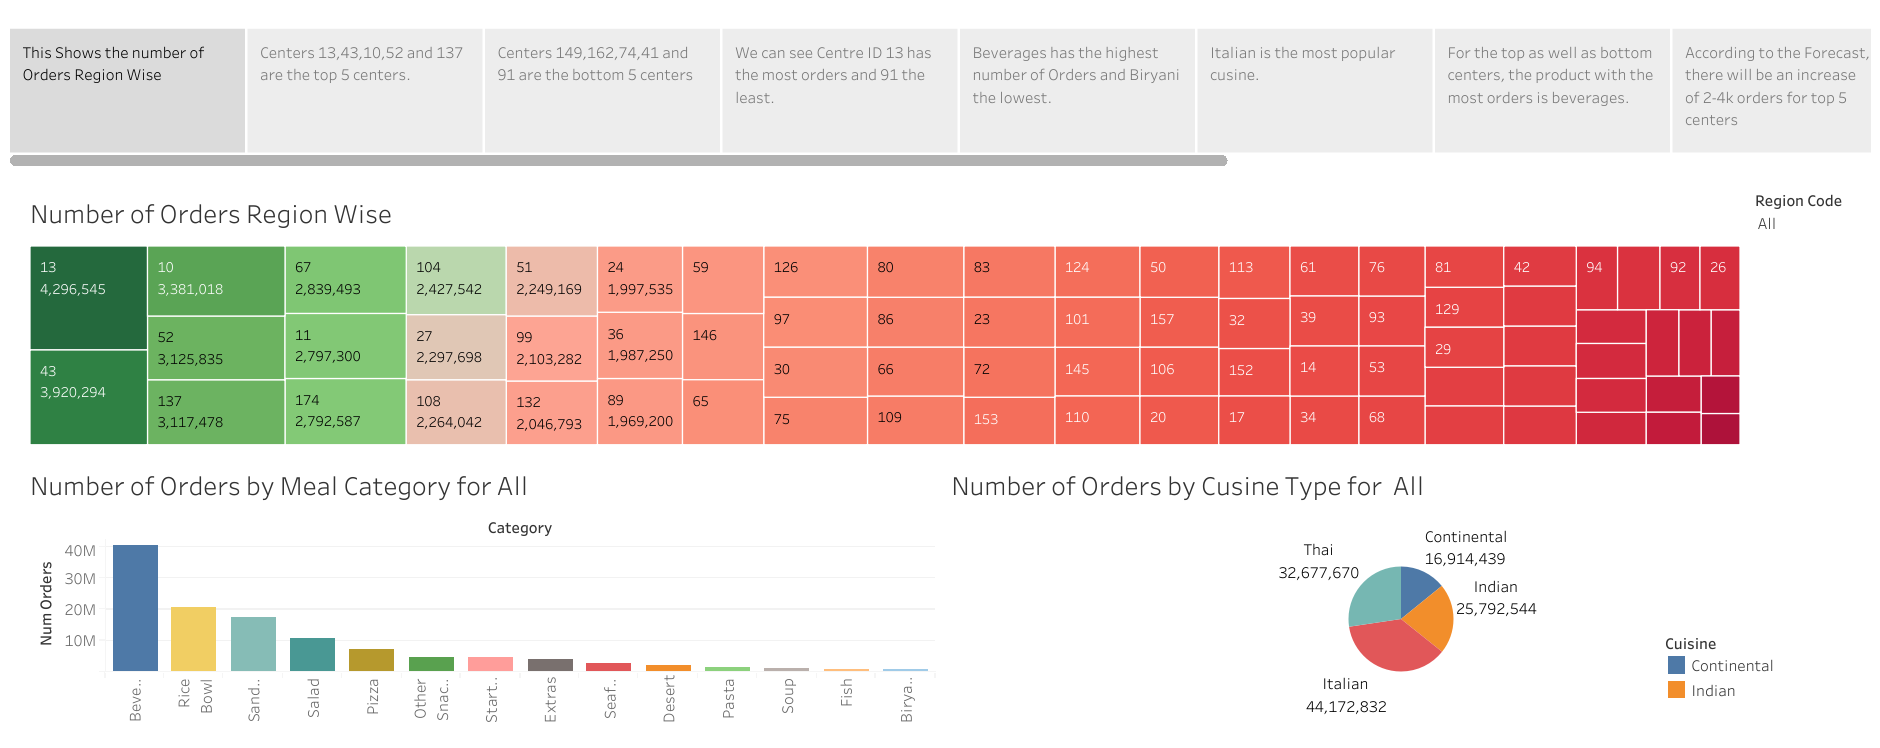 This Shows the number of
Orders Region Wise
Centers 13,43,10,52 and 137
are the top 5 centers.
Centers 149,162,74,41 and
91 are the bottom 5 centers
We can see Centre ID 13 has
the most orders and 91 the
least.
Beverages has the highest
number of Orders and Biryani
the lowest.
Italian is the most popular
cusine.
For the top as well as bottom
centers, the product with the
most orders is beverages.
According to the Forecast,
there will be an increase
of 2-4k orders for top 5
centers
Number of Orders Region Wise
Region Code
All
13
4,296,545
43
3,920,294
10
3,381,018
52
3,125,835
137
3,117,478
67
2,839,493
11
2,797,300
174
2,792,587
104
2,427,542
27
2,297,698
108
2,264,042
51
2,249,169
99
2,103,282
132
2,046,793
24
1,997,535
36
1,987,250
89
1,969,200
59
146
65
126
97
30
75
80
86
66
109
83
23
72
153
124
101
145
110
50
157
106
20
113
32
152
17
61
39
14
34
76
93
53
68
81
129
29
42
94
92
26
Number of Orders by Meal Category for All
Category
Num Orders
40M
30M
20M
10M
Beve..
Rice
Bowl
Sand..
Salad
Pizza
Other
Snac..
Start..
Extras
Seaf..
Desert
Pasta
Soup
Fish
Birya..
Number of Orders by Cusine Type for All
Thai
32,677,670
Continental
16,914,439
Indian
25,792,544
Italian
44,172,832
Cuisine
Continental
Indian